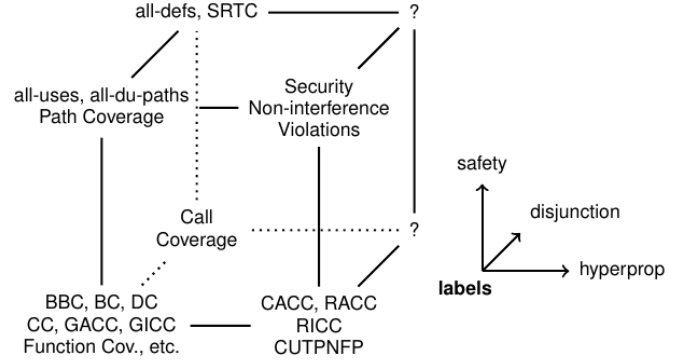 all-defs, SRTC
?
all-uses, all-du-paths
Path Coverage
Security
Non-interference
Violations
safety
disjunction
Call
Coverage
?
hyperprop
labels
BBC, BC, DC
CC, GACC, GICC
Function Cov., etc.
CACC, RACC
RICC
CUTPNFP